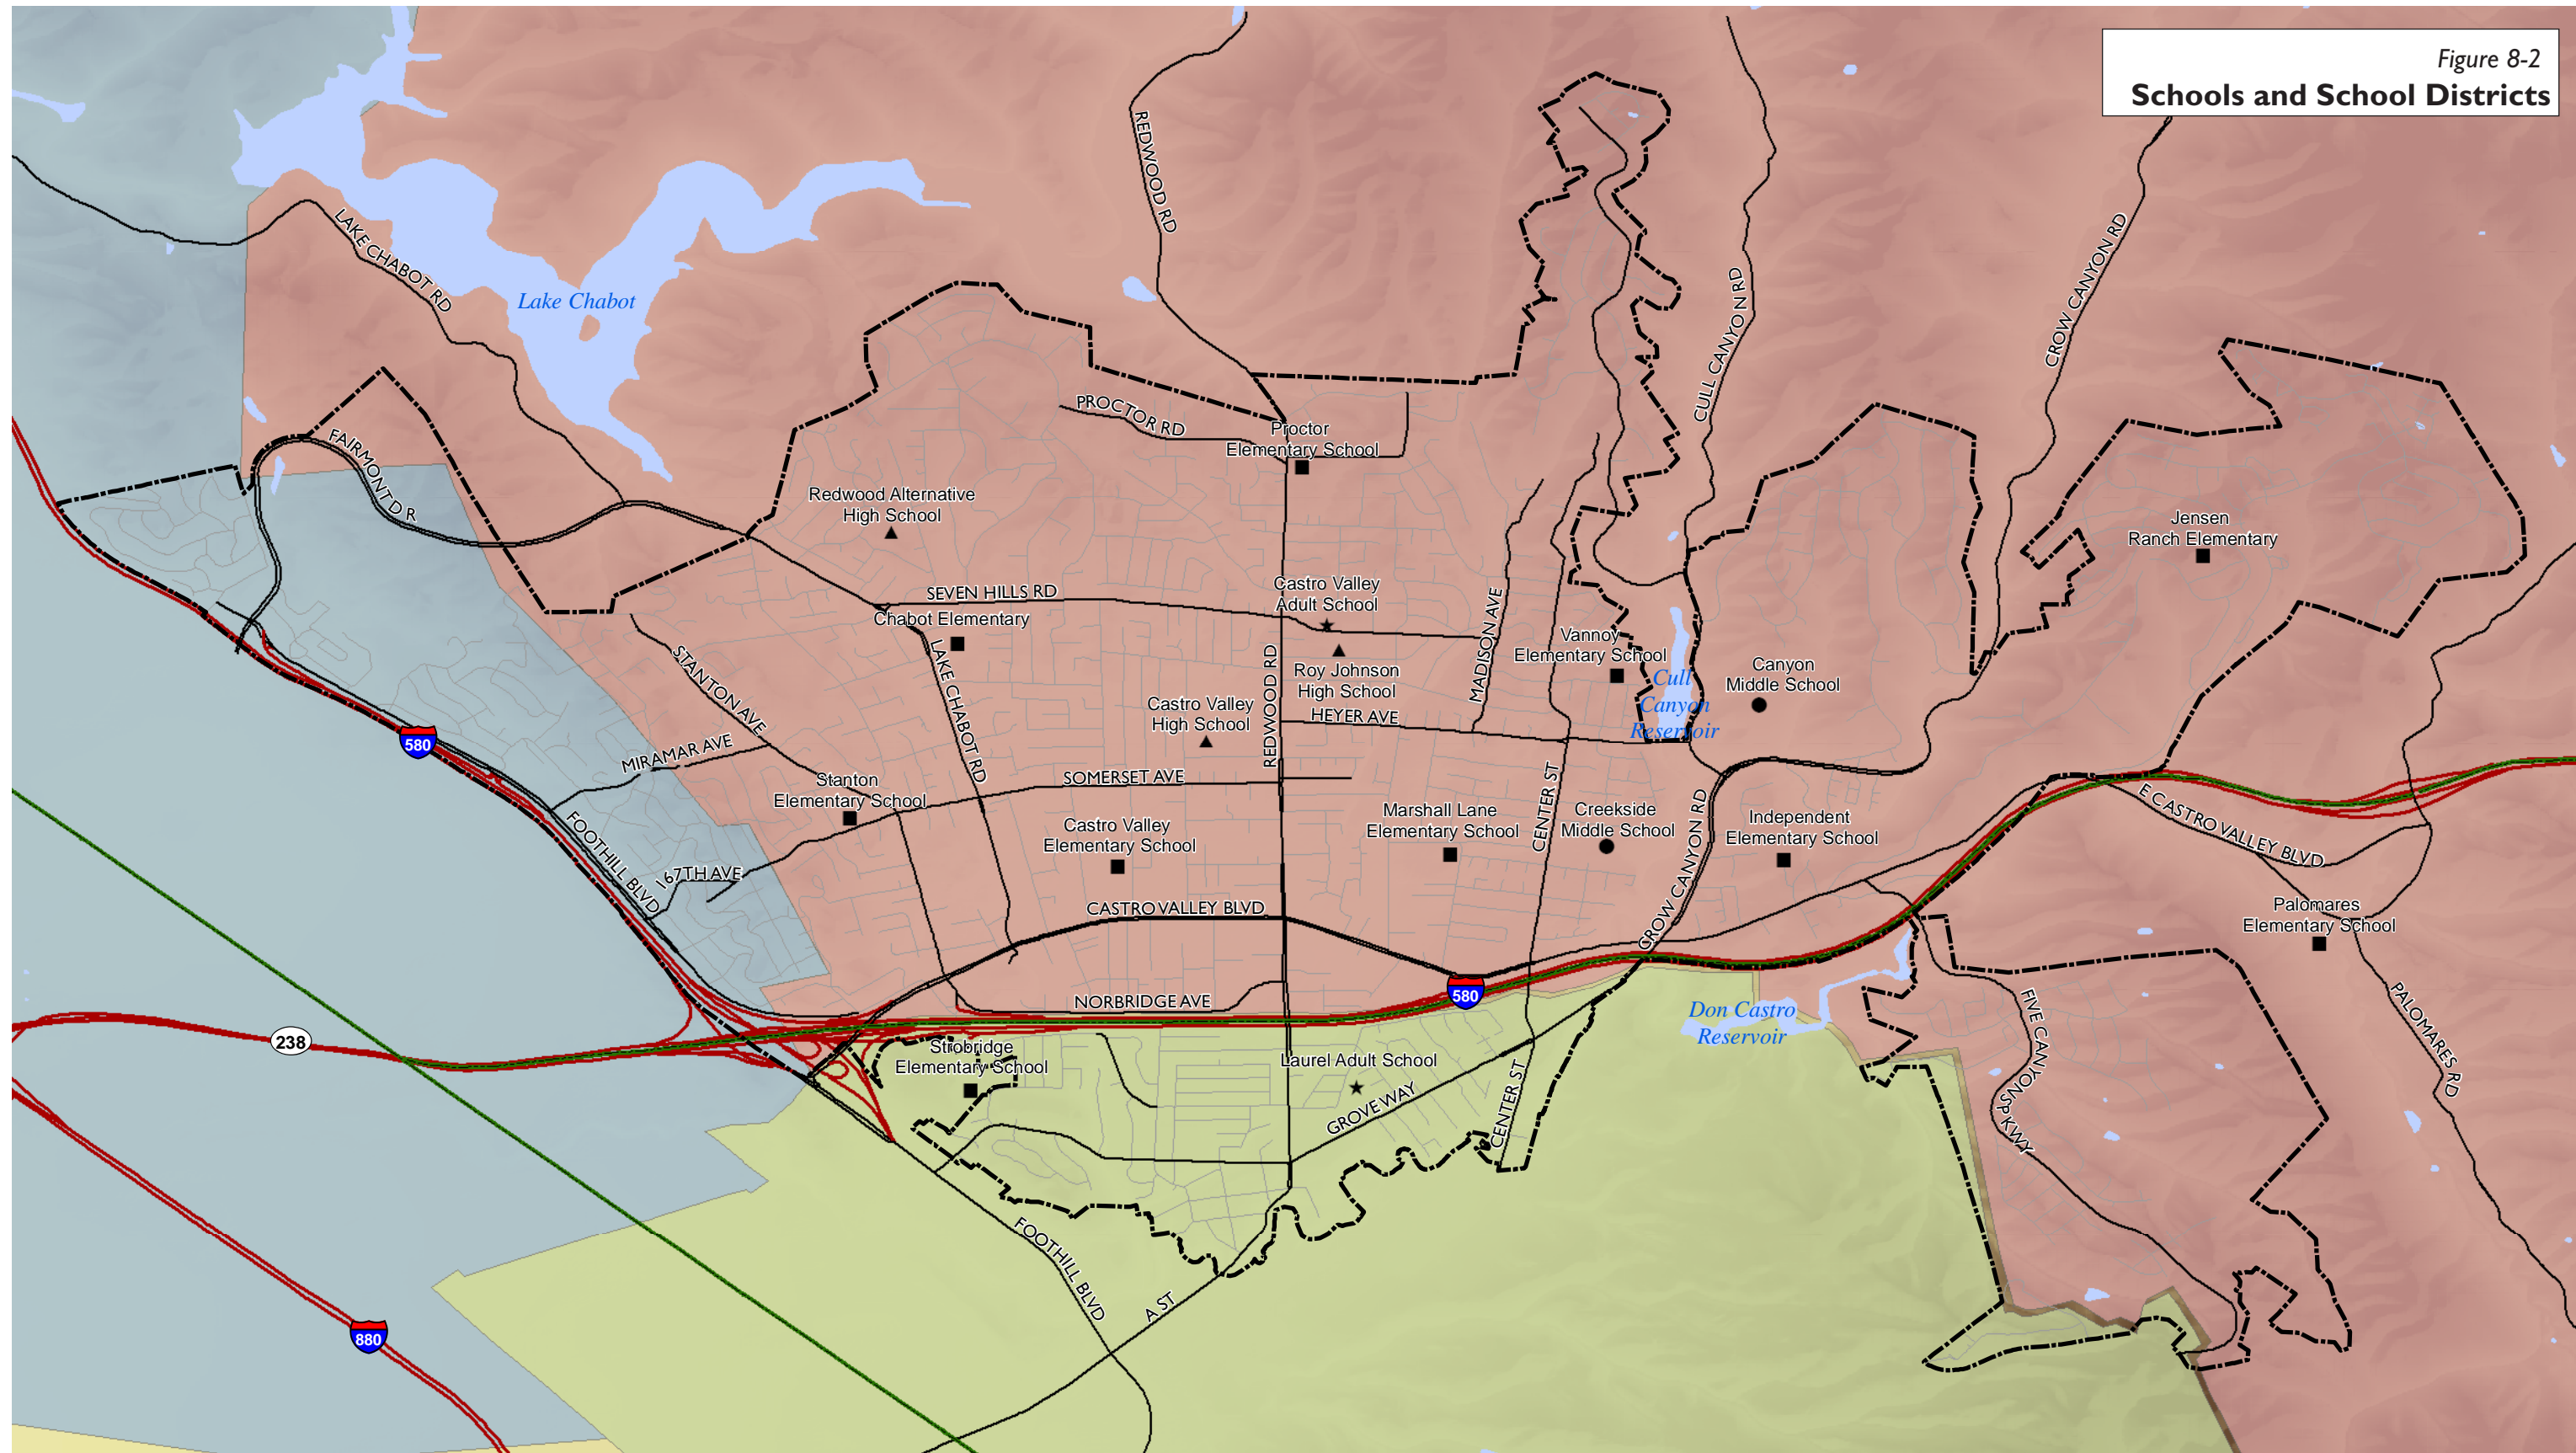 Figure 8-2
Schools and School Districts
REDWOOD RD
LAKE CHABOT RD
CROW CANYON RD
CULL CANYON RD
Lake Chabot
PROCTOR RD
Proctor
Elementary School
FAIRMONT DR
Redwood Alternative
High School
Jensen
Ranch Elementary
SEVEN HILLS RD
Castro Valley
Adult School
Chabot Elementary
MADISON AVE
Vannoy
Elementary School
STANTON AVE
LAKE CHABOT RD
REDWOOD RD
Roy Johnson
High School
Cull
Canyon
Reservoir
Canyon
Middle School
Castro Valley
High School
HEYER AVE
580
MIRAMAR AVE
SOMERSET AVE
Stanton
Elementary School
CENTER ST
Marshall Lane
Elementary School
Creekside
Middle School
CROW CANYON RD
Independent
Elementary School
E CASTRO VALLEY BLVD
Castro Valley
Elementary School
FOOTHILL BLVD
167TH AVE
CASTRO VALLEY BLVD
Palomares
Elementary School
580
NORBRIDGE AVE
Don Castro
Reservoir
FIVE CANYONS PKWY
PALOMARES RD
238
Strobridge
Elementary School
Laurel Adult School
GROVE WAY
CENTER ST
FOOTHILL BLVD
A ST
880